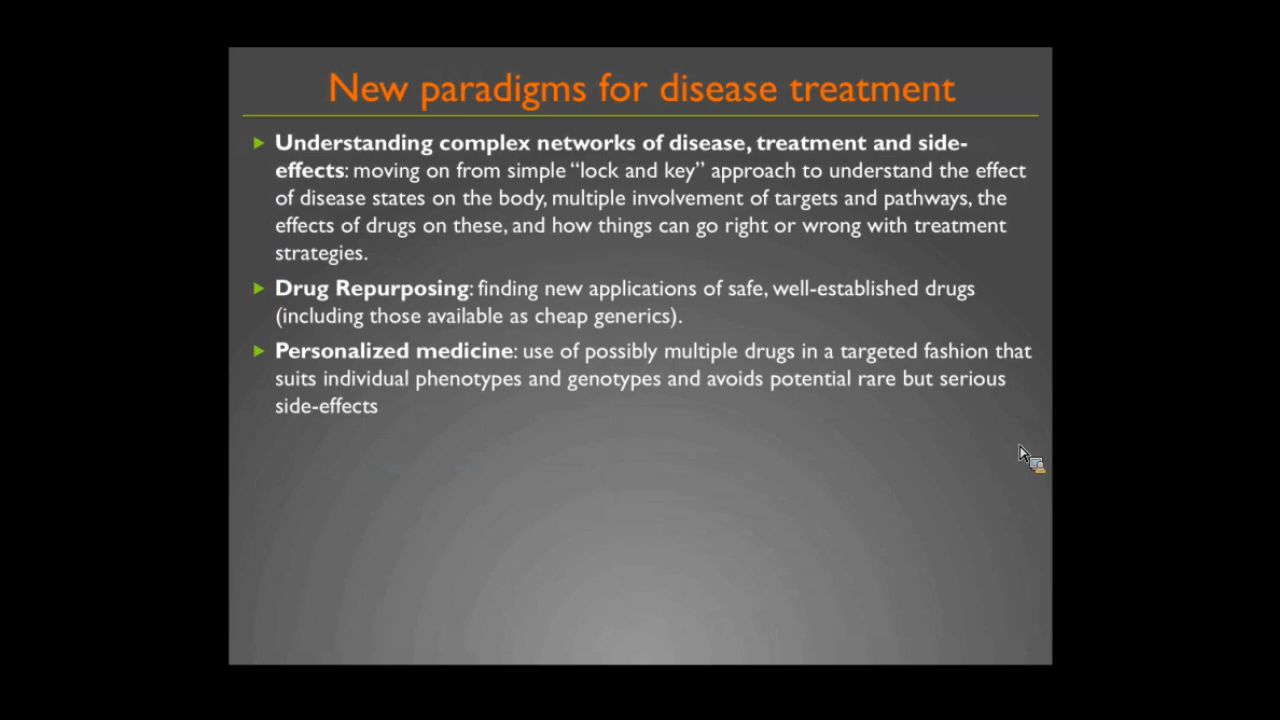 New paradigms for disease treatment
Understanding complex networks of disease, treatment and side-
effects: moving on from simple “lock and key” approach to understand the effect
of disease states on the body, multiple involvement of targets and pathways, the
effects of drugs on these, and how things can go right or wrong with treatment
strategies.
Drug Repurposing: finding new applications of safe, well-established drugs
(including those available as cheap generics).
Personalized medicine: use of possibly multiple drugs in a targeted fashion that
suits individual phenotypes and genotypes and avoids potential rare but serious
side-effects